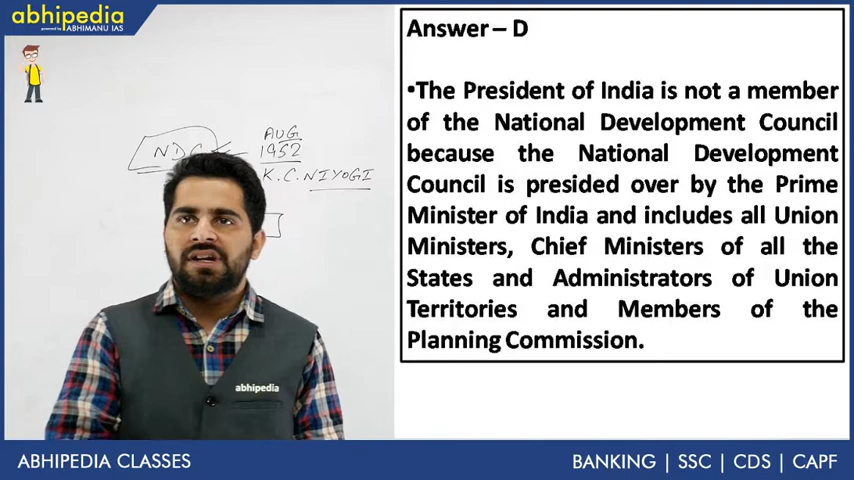 abhipedia
powered by ABHIMANU IAS
NDC
AUG
1952
K.C. NIYOGI
abhipedia
Answer – D
•The President of India is not a member
of the National Development Council
because the National Development
Council is presided over by the Prime
Minister of India and includes all Union
Ministers, Chief Ministers of all the
States and Administrators of Union
Territories and Members of the
Planning Commission.
ABHIPEDIA CLASSES
BANKING | SSC | CDS | CAPF